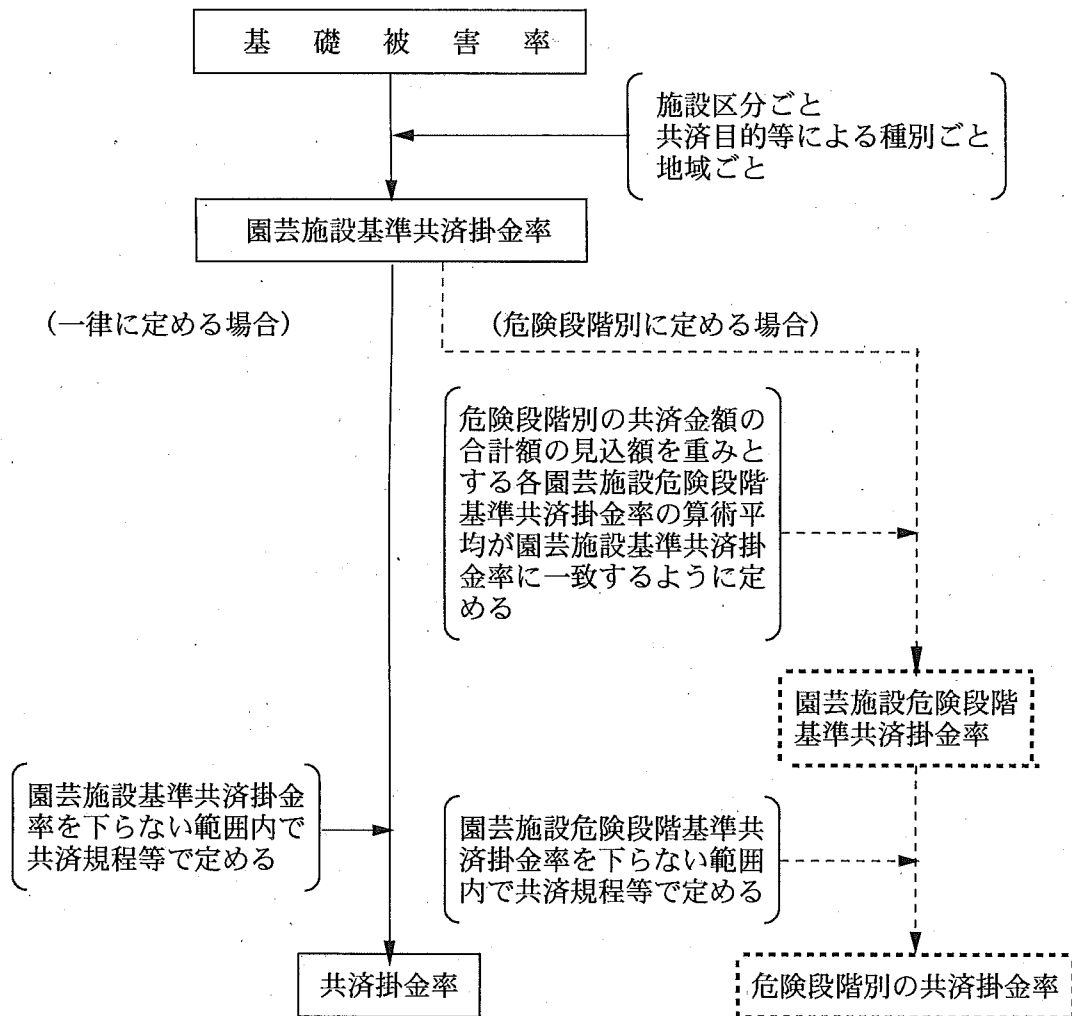 基礎被害率
施設区分ごと
共済目的等による種別ごと
地域ごと
園芸施設基準共済掛金率
(一律に定める場合)
(危険段階別に定める場合)
危険段階別の共済金額の
合計額の見込額を重みと
する各園芸施設危険段階
基準共済掛金率の算術平
均が園芸施設基準共済掛
金率に一致するように定
める
園芸施設危険段階
基準共済掛金率
園芸施設基準共済掛金
率を下らない範囲内で
共済規程等で定める
園芸施設危険段階基準共
済掛金率を下らない範囲
内で共済規程等で定める
共済掛金率
危険段階別の共済掛金率